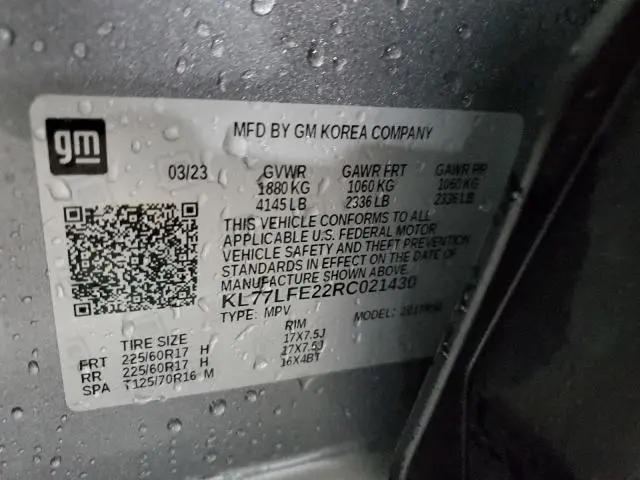 gm
MFD BY GM KOREA COMPANY
03/23 GVWR GAWR FRT GAWR RR
1880 KG 1060 KG 1060 KG
4145 LB 2336 LB 2336 LB
THIS VEHICLE CONFORMS TO ALL
APPLICABLE U.S. FEDERAL MOTOR
VEHICLE SAFETY AND THEFT PREVENTION
STANDARDS IN EFFECT ON THE DATE OF
MANUFACTURE SHOWN ABOVE.
KL77LFE22RC021430
TYPE: MPV MODEL:
TIRE SIZE RIM
FRT 225/60R17 H 17X7.5J
RR 225/60R17 H 17X7.5J
SPA T125/70R16 M 16X4BT